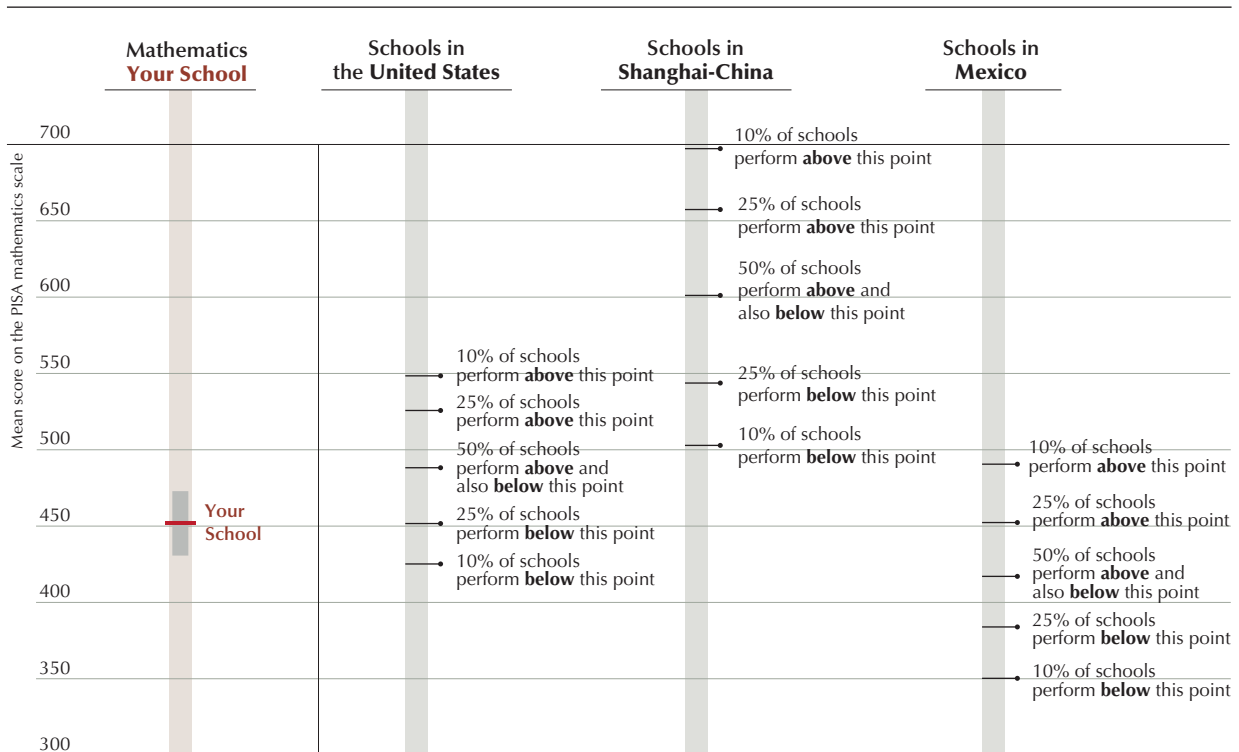 Mathematics
Your School
Schools in
the United States
Schools in
Shanghai-China
Schools in
Mexico
Mean score on the PISA mathematics scale
700
650
600
550
500
450
400
350
300
Your
School
10% of schools
perform above this point
25% of schools
perform above this point
50% of schools
perform above and
also below this point
25% of schools
perform below this point
10% of schools
perform below this point
10% of schools
perform above this point
25% of schools
perform above this point
50% of schools
perform above and
also below this point
25% of schools
perform below this point
10% of schools
perform below this point
10% of schools
perform above this point
25% of schools
perform above this point
50% of schools
perform above and
also below this point
25% of schools
perform below this point
10% of schools
perform below this point